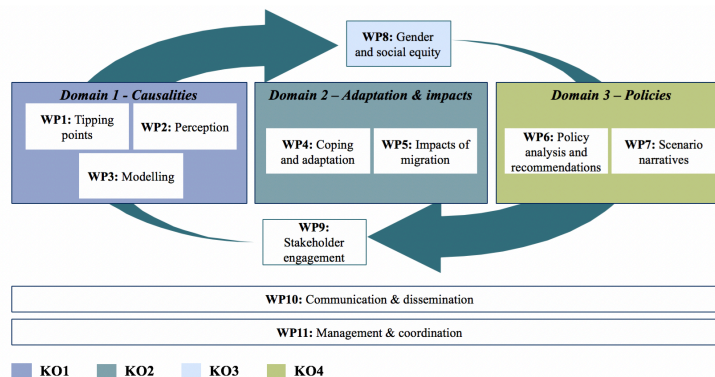 WP8: Gender
and social equity
Domain 1 - Causalities
Domain 2 – Adaptation & impacts
Domain 3 – Policies
WP1: Tipping
points
WP2: Perception
WP3: Modelling
WP4: Coping
and adaptation
WP5: Impacts of
migration
WP6: Policy
analysis and
recommendations
WP7: Scenario
narratives
WP9:
Stakeholder
engagement
WP10: Communication & dissemination
WP11: Management & coordination
KO1
KO2
KO3
KO4